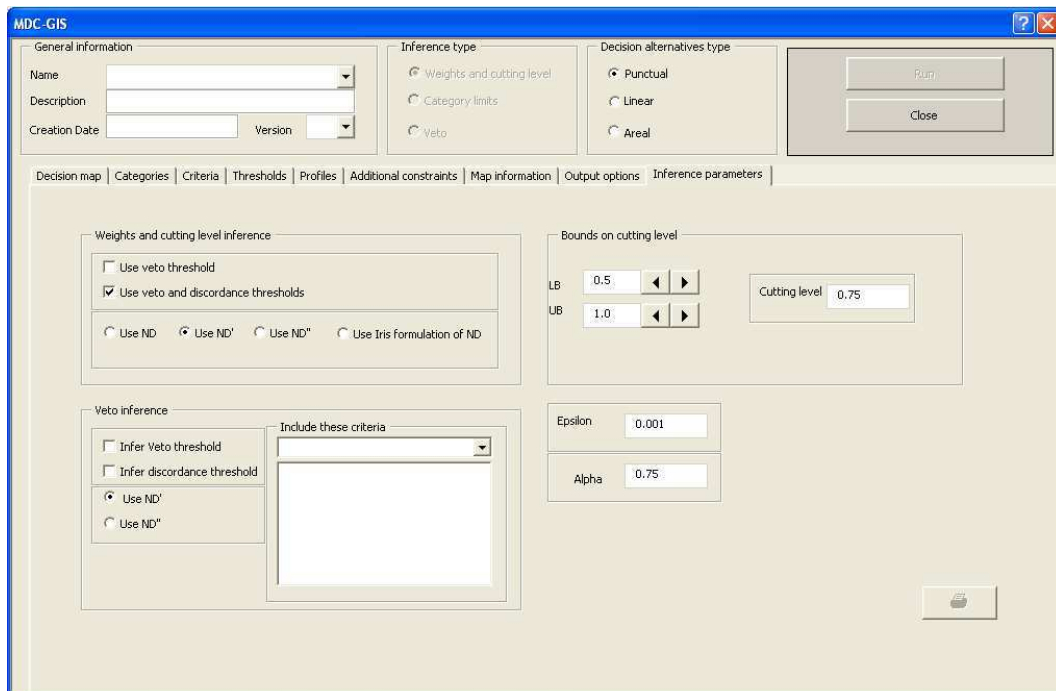 MDC-GIS
General information
Name
Description
Creation Date
Version
Inference type
Weights and cutting level
Category limits
Veto
Decision alternatives type
Punctual
Linear
Areal
Run
Close
Decision map
Categories
Criteria
Thresholds
Profiles
Additional constraints
Map information
Output options
Inference parameters
Weights and cutting level inference
Use veto threshold
Use veto and discordance thresholds
Use ND
Use ND'
Use ND"
Use Iris formulation of ND
Bounds on cutting level
LB
0.5
UB
1.0
Cutting level
0.75
Veto inference
Infer Veto threshold
Infer discordance threshold
Use ND'
Use ND"
Include these criteria
Epsilon
0.001
Alpha
0.75